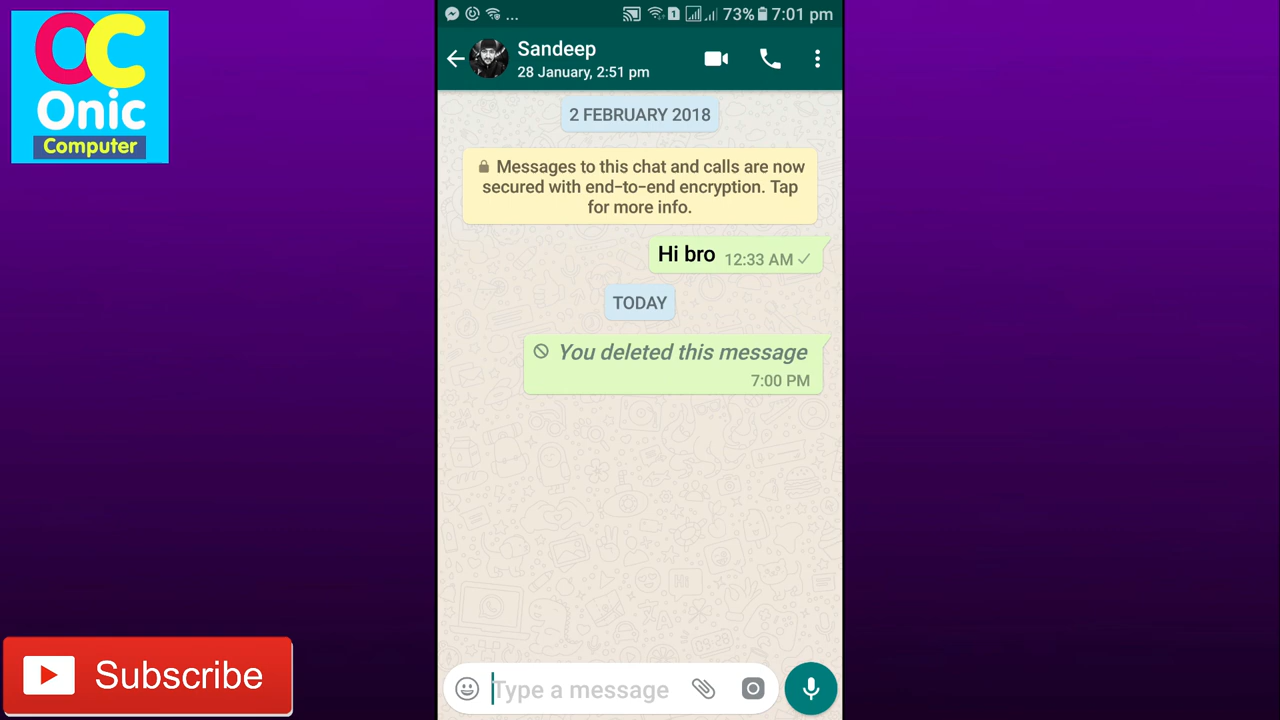 OC
Onic
Computer
... 1 73% 7:01 pm
Sandeep
28 January, 2:51 pm
2 FEBRUARY 2018
Messages to this chat and calls are now
secured with end-to-end encryption. Tap
for more info.
Hi bro 12:33 AM
TODAY
You deleted this message
7:00 PM
Type a message
Subscribe